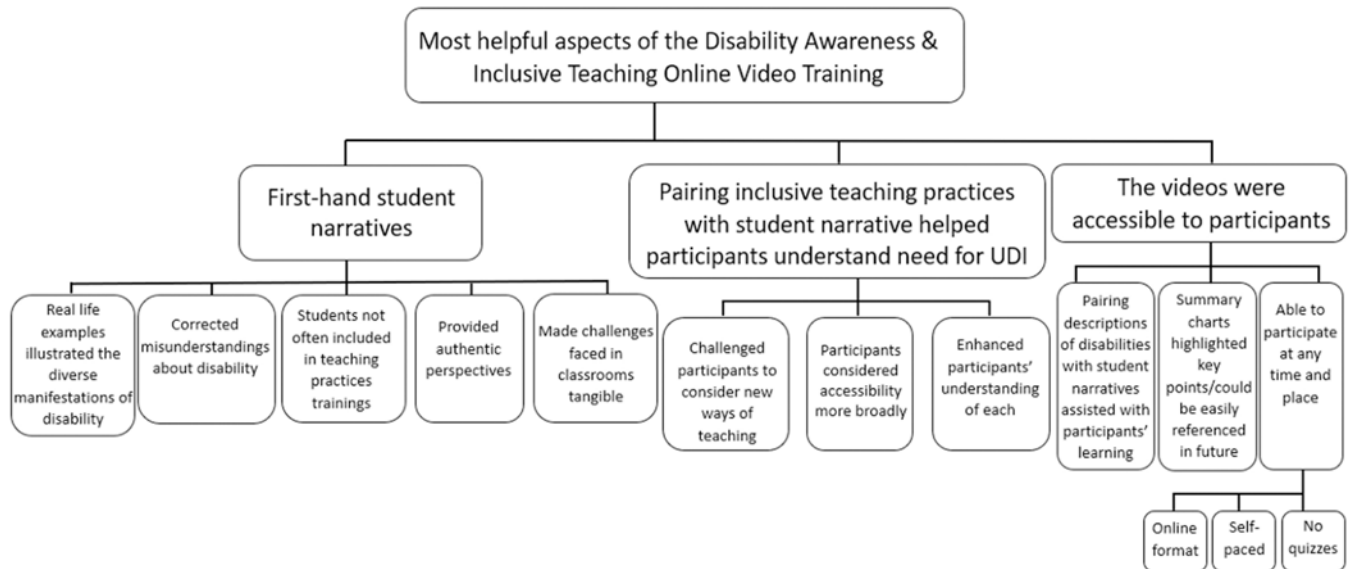 Most helpful aspects of the Disability Awareness &
Inclusive Teaching Online Video Training
First-hand student
narratives
Pairing inclusive teaching practices
with student narrative helped
participants understand need for UDI
The videos were
accessible to participants
Real life
examples
illustrated the
diverse
manifestations of
disability
Corrected
misunderstandings
about disability
Students not
often included
in teaching
practices
trainings
Provided
authentic
perspectives
Made challenges
faced in
classrooms
tangible
Challenged
participants to
consider new
ways of
teaching
Participants
considered
accessibility
more broadly
Enhanced
participants’
understanding
of each
Pairing
descriptions
of disabilities
with student
narratives
assisted with
participants’
learning
Summary
charts
highlighted
key
points/could
be easily
referenced
in future
Able to
participate
at any
time and
place
Online
format
Self-
paced
No
quizzes